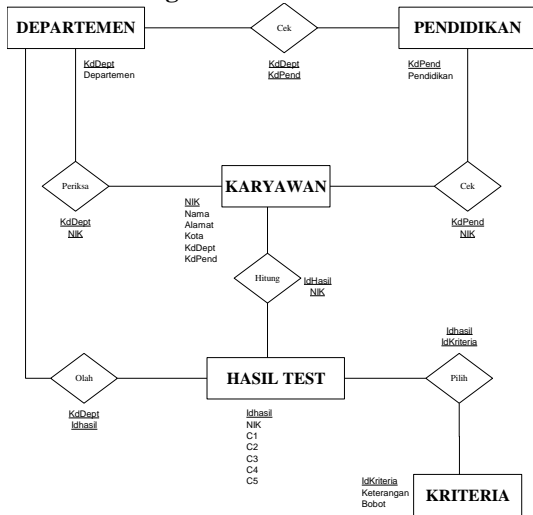 g
DEPARTEMEN
Cek
PENDIDIKAN
KdDept
Departemen
KdDept
KdPend
KdPend
Pendidikan
Periksa
KARYAWAN
Cek
KdDept
NIK
NIK
Nama
Alamat
Kota
KdDept
KdPend
KdPend
NIK
Hitung
IdHasil
NIK
Idhasil
IdKriteria
Olah
HASIL TEST
Pilih
KdDept
Idhasil
Idhasil
NIK
C1
C2
C3
C4
C5
IdKriteria
Keterangan
Bobot
KRITERIA